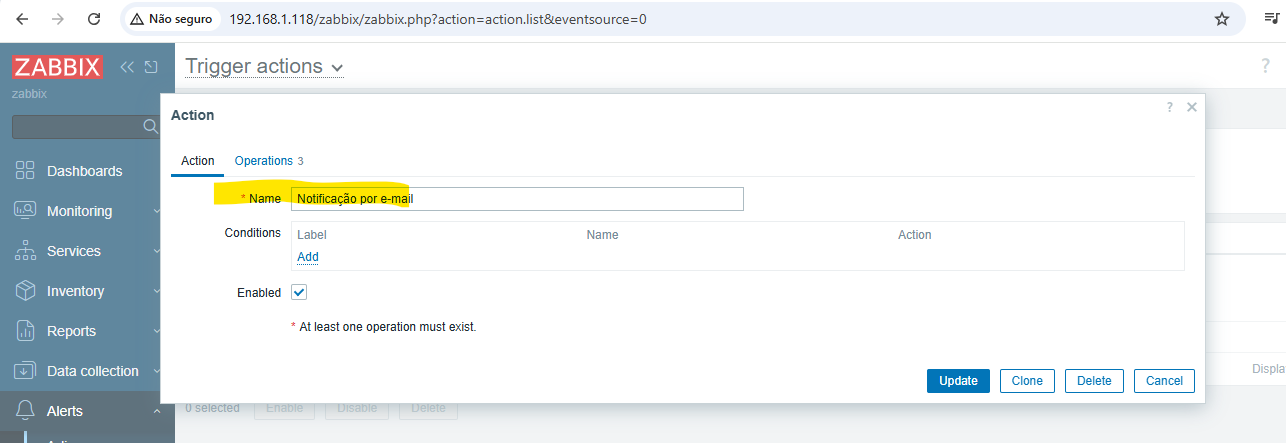 Não seguro
192.168.1.118/zabbix/zabbix.php?action=action.list&eventsource=0
ZABBIX
zabbix
Trigger actions
?
Action
?
Action
Operations 3
* Name
Notificação por e-mail
Conditions
Label Name Action
Add
Enabled
* At least one operation must exist.
Update Clone Delete Cancel
Dashboards
Monitoring
Services
Inventory
Reports
Data collection
Alerts
Displa
0 selected Enable Disable Delete